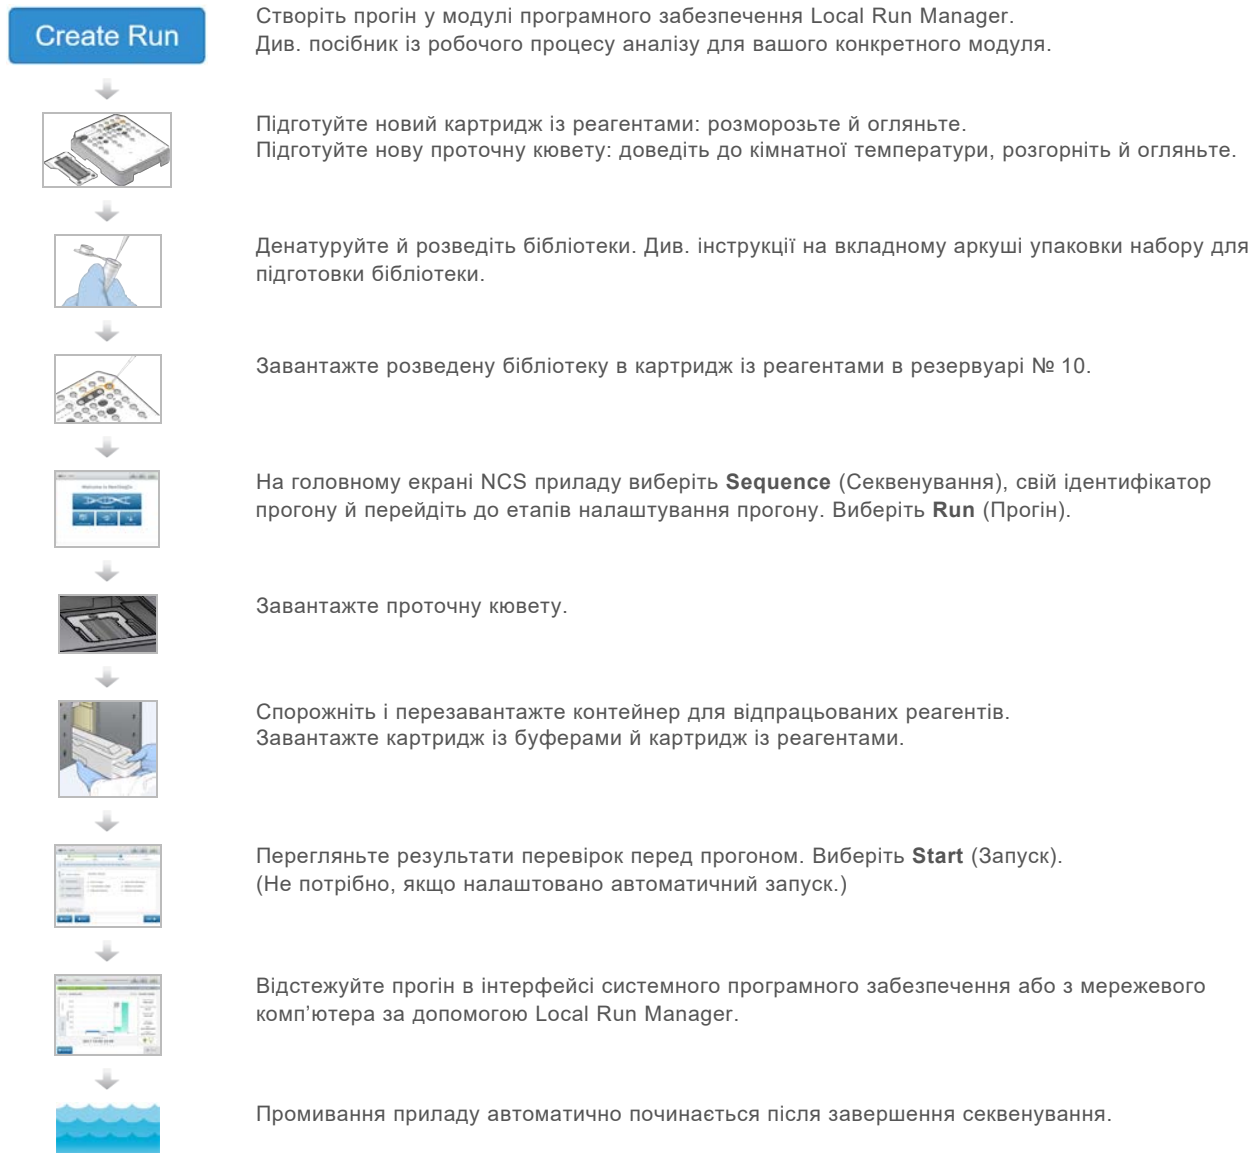 Create Run
Створіть прогін у модулі програмного забезпечення Local Run Manager.
Див. посібник із робочого процесу аналізу для вашого конкретного модуля.
Підготуйте новий картридж із реагентами: розморозьте й огляньте.
Підготуйте нову проточну кювету: доведіть до кімнатної температури, розгорніть й огляньте.
Денатуруйте й розведіть бібліотеки. Див. інструкції на вкладному аркуші упаковки набору для
підготовки бібліотеки.
Завантажте розведену бібліотеку в картридж із реагентами в резервуарі № 10.
На головному екрані NCS приладу виберіть Sequence (Секвенування), свій ідентифікатор
прогону й перейдіть до етапів налаштування прогону. Виберіть Run (Прогін).
Завантажте проточну кювету.
Спорожніть і перезавантажте контейнер для відпрацьованих реагентів.
Завантажте картридж із буферами й картридж із реагентами.
Перегляньте результати перевірок перед прогоном. Виберіть Start (Запуск).
(Не потрібно, якщо налаштовано автоматичний запуск.)
Відстежуйте прогін в інтерфейсі системного програмного забезпечення або з мережевого
комп’ютера за допомогою Local Run Manager.
Промивання приладу автоматично починається після завершення секвенування.